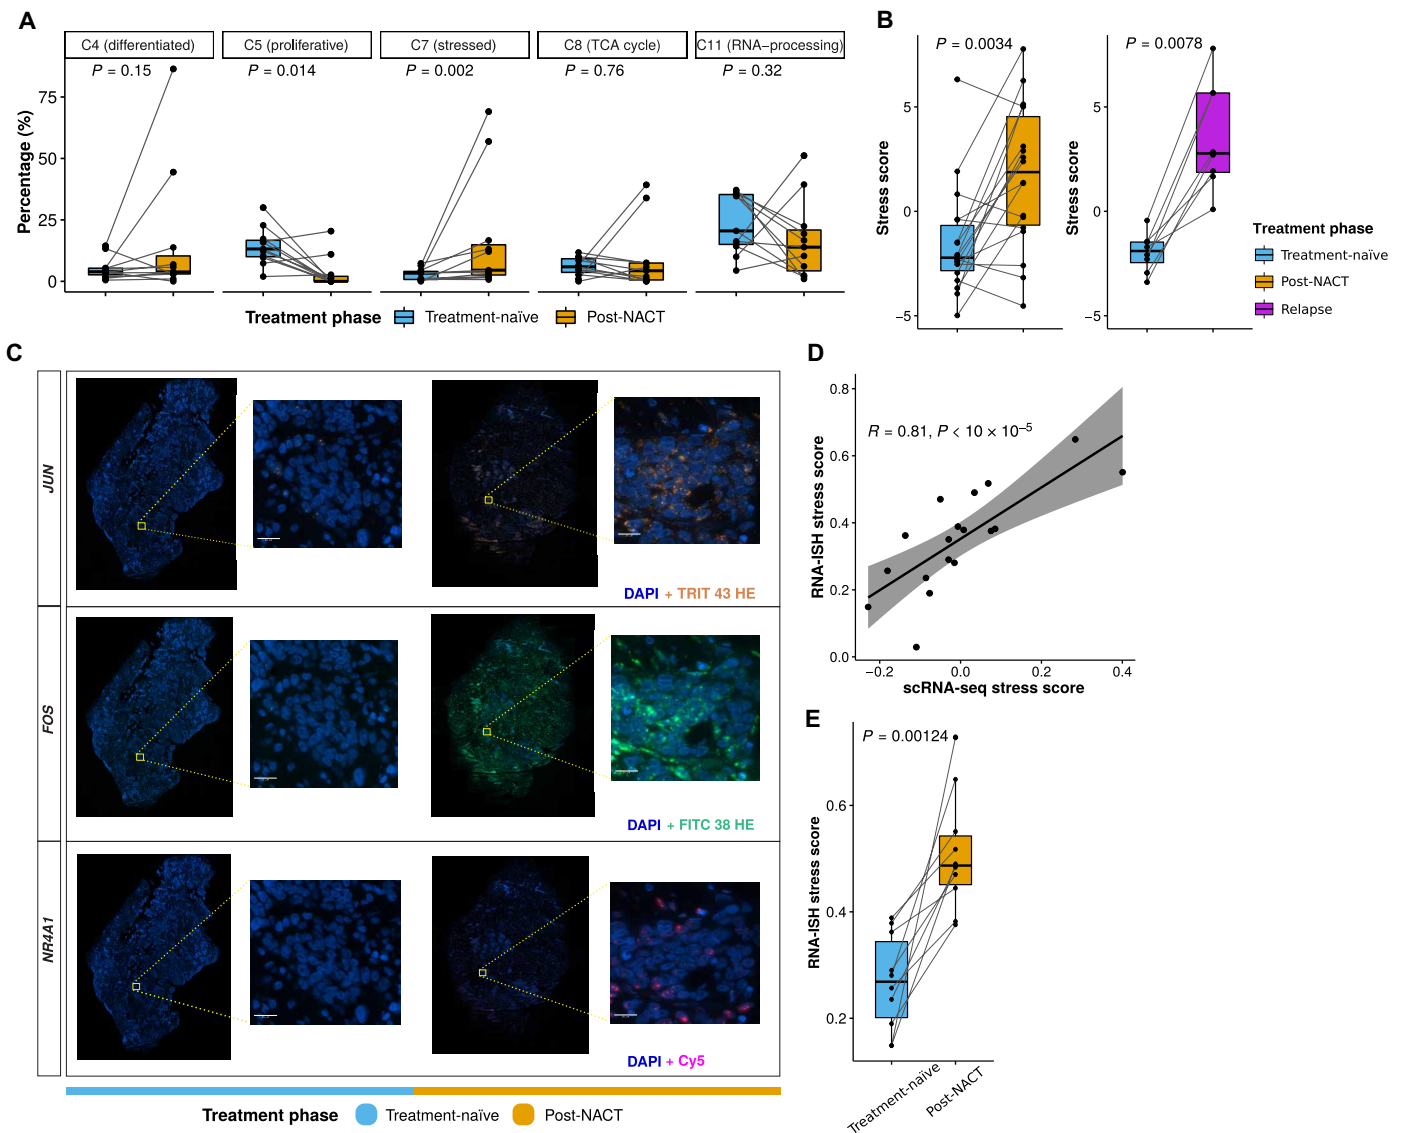 A
C4 (differentiated)
C5 (proliferative)
C7 (stressed)
C8 (TCA cycle)
C11 (RNA–processing)
P = 0.15
P = 0.014
P = 0.002
P = 0.76
P = 0.32
Percentage (%)
75
50
25
0
Treatment phase
Treatment-naïve
Post-NACT
B
P = 0.0034
Stress score
5
0
−5
P = 0.0078
Stress score
5
0
−5
Treatment phase
Treatment-naïve
Post-NACT
Relapse
C
JUN
DAPI + TRIT 43 HE
FOS
DAPI + FITC 38 HE
NR4A1
DAPI + Cy5
Treatment phase
Treatment-naïve
Post-NACT
D
R = 0.81, P < 10 × 10⁻⁵
RNA-ISH stress score
0.8
0.6
0.4
0.2
0.0
−0.2
0.0
0.2
0.4
scRNA-seq stress score
E
P = 0.00124
RNA-ISH stress score
0.6
0.4
0.2
Treatment-naïve
Post-NACT